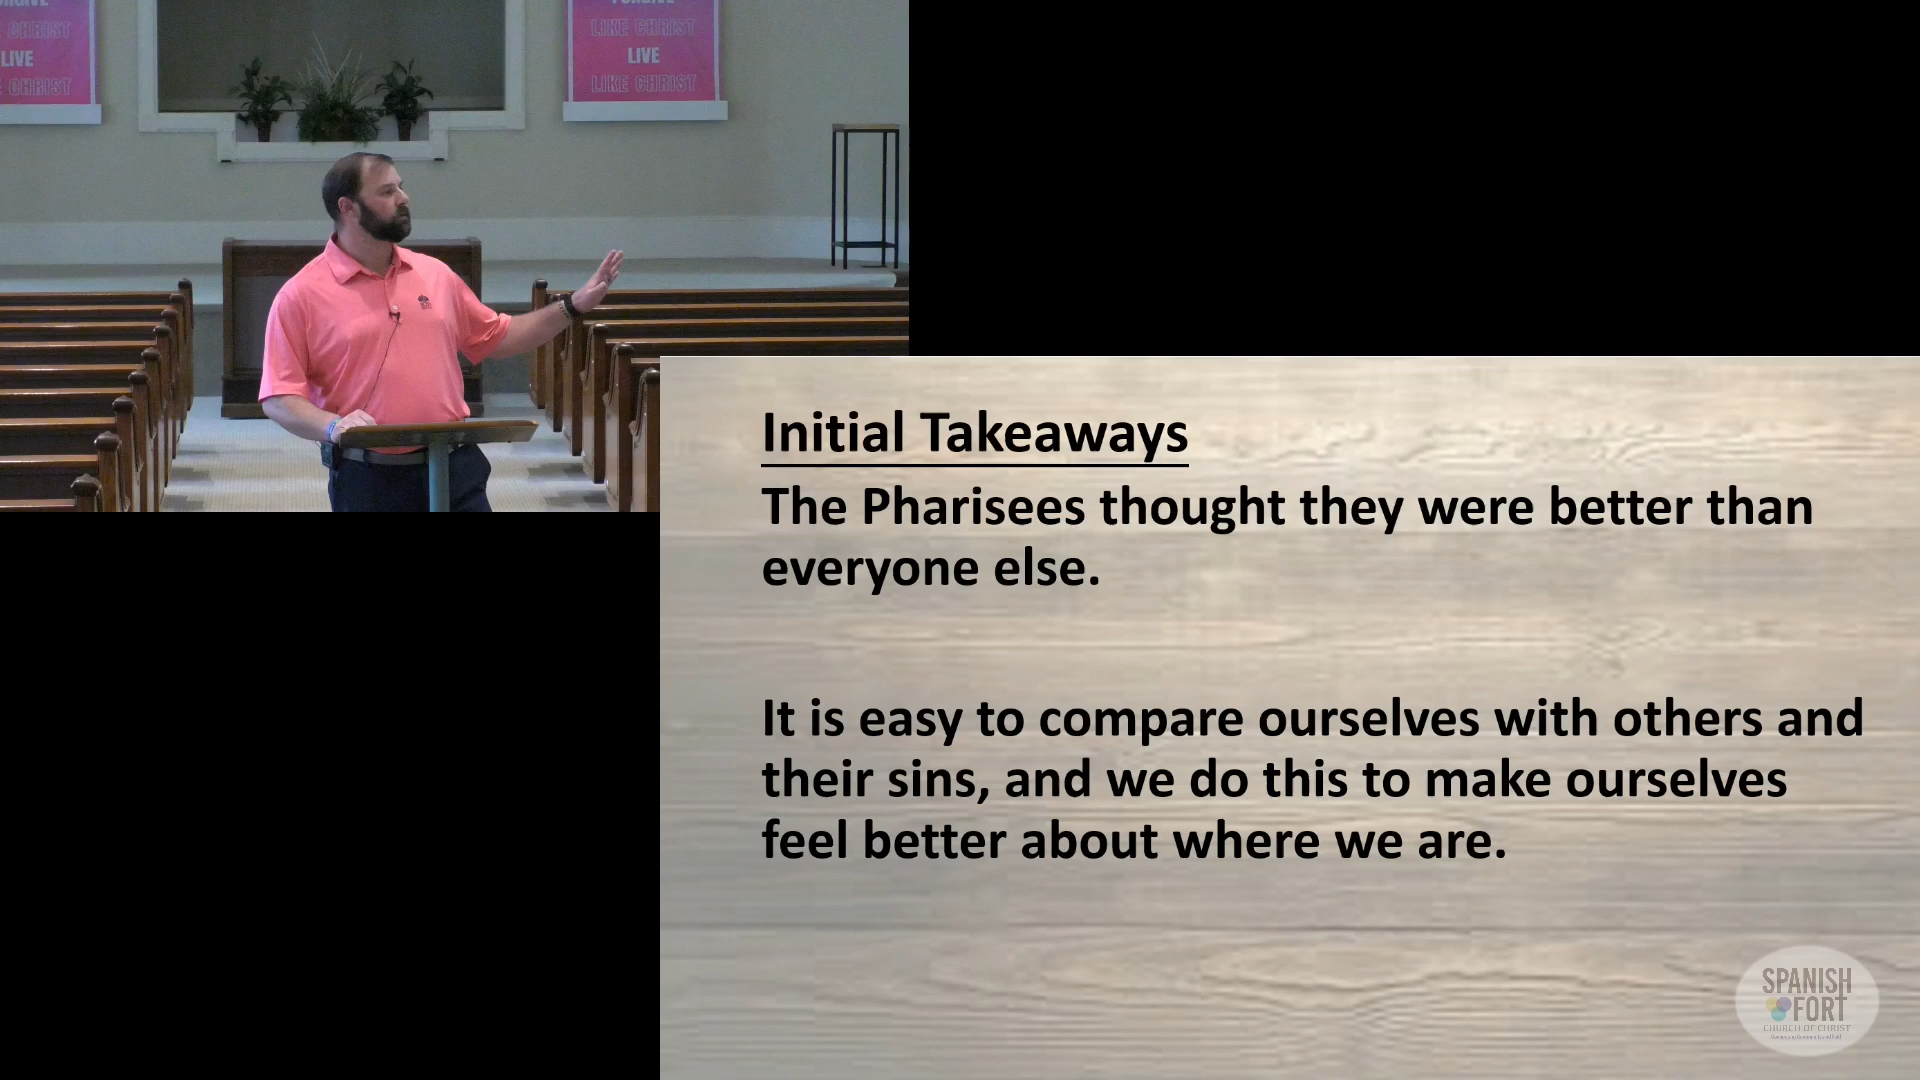 LIKE CHRIST
LIVE
LIKE CHRIST
CHRIST
LIVE
CHRIST
Initial Takeaways
The Pharisees thought they were better than
everyone else.
It is easy to compare ourselves with others and
their sins, and we do this to make ourselves
feel better about where we are.
SPANISH
FORT
CHURCH OF CHRIST